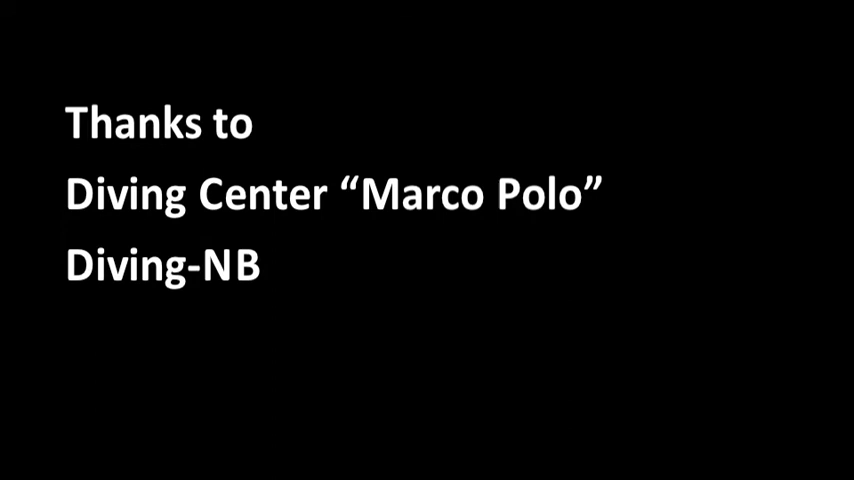 Thanks to
Diving Center “Marco Polo”
Diving-NB